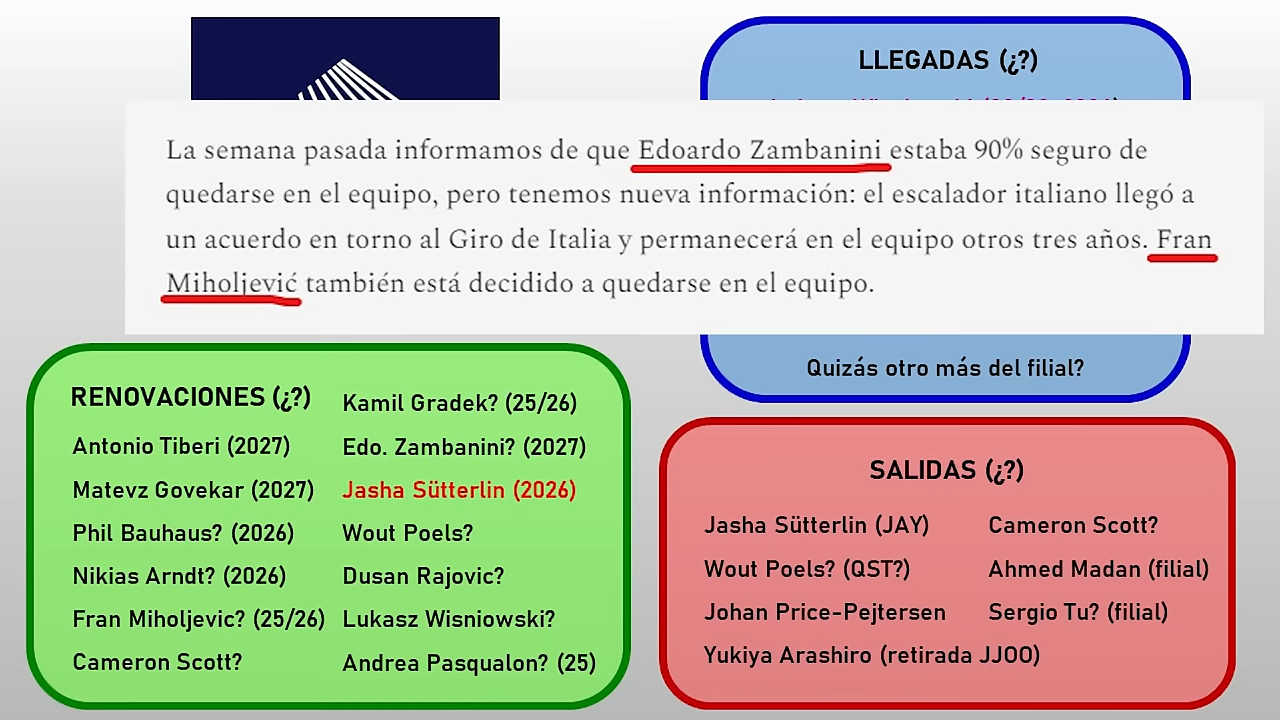 LLEGADAS (¿?)
La semana pasada informamos de que Edoardo Zambanini estaba 90% seguro de
quedarse en el equipo, pero tenemos nueva información: el escalador italiano llegó a
un acuerdo en torno al Giro de Italia y permanecerá en el equipo otros tres años. Fran
Miholjević también está decidido a quedarse en el equipo.
Quizás otro más del filial?
RENOVACIONES (¿?)
Antonio Tiberi (2027)
Matevz Govekar (2027)
Phil Bauhaus? (2026)
Nikias Arndt? (2026)
Fran Miholjevic? (25/26)
Cameron Scott?
Kamil Gradek? (25/26)
Edo. Zambanini? (2027)
Jasha Sütterlin (2026)
Wout Poels?
Dusan Rajovic?
Lukasz Wisniowski?
Andrea Pasqualon? (25)
SALIDAS (¿?)
Jasha Sütterlin (JAY)
Wout Poels? (QST?)
Johan Price-Pejtersen
Yukiya Arashiro (retirada JJOO)
Cameron Scott?
Ahmed Madan (filial)
Sergio Tu? (filial)